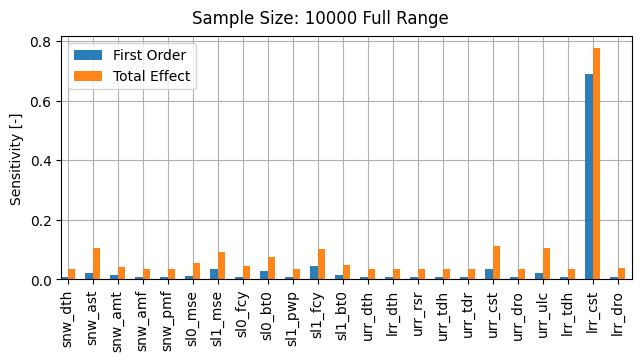 Sample Size: 10000 Full Range
First Order
Total Effect
Sensitivity [-]
0.8
0.6
0.4
0.2
0.0
snw_dth
snw_ast
snw_amt
snw_amf
snw_pmf
sl0_mse
sl1_mse
sl0_fcy
sl0_bt0
sl1_pwp
sl1_fcy
sl1_bt0
urr_dth
lrr_dth
urr_rsr
urr_tdh
urr_tdr
urr_cst
urr_dro
urr_ulc
lrr_tdh
lrr_cst
lrr_dro